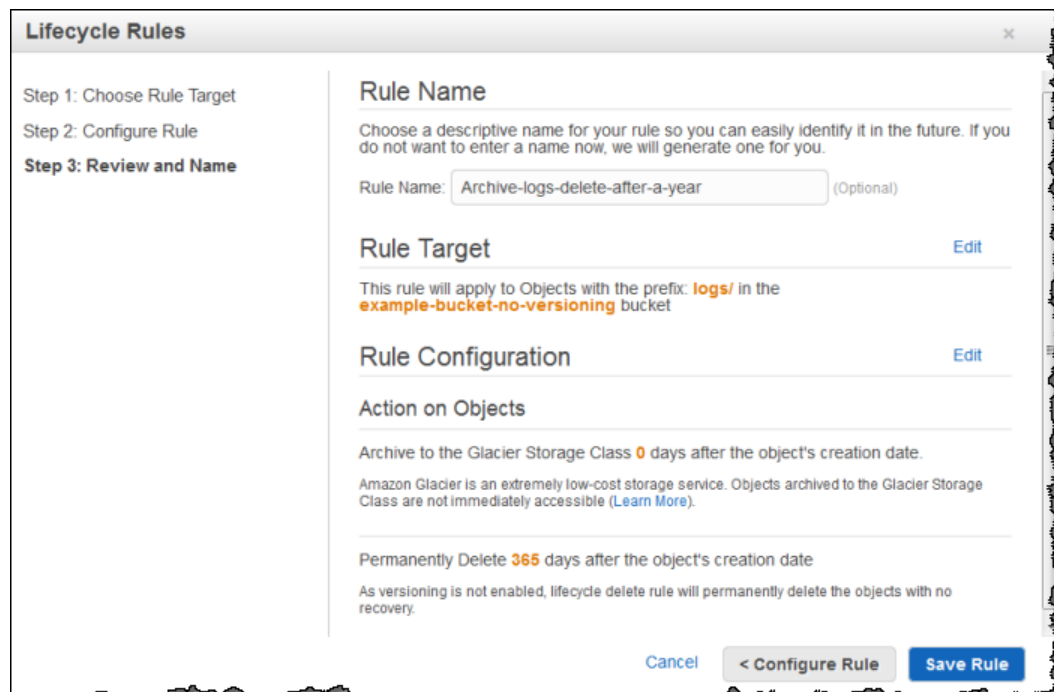 Lifecycle Rules
×
Step 1: Choose Rule Target
Step 2: Configure Rule
Step 3: Review and Name
Rule Name
Choose a descriptive name for your rule so you can easily identify it in the future. If you
do not want to enter a name now, we will generate one for you.
Rule Name: Archive-logs-delete-after-a-year (Optional)
Rule Target Edit
This rule will apply to Objects with the prefix: logs/ in the
example-bucket-no-versioning bucket
Rule Configuration Edit
Action on Objects
Archive to the Glacier Storage Class 0 days after the object's creation date.
Amazon Glacier is an extremely low-cost storage service. Objects archived to the Glacier Storage
Class are not immediately accessible (Learn More).
Permanently Delete 365 days after the object's creation date
As versioning is not enabled, lifecycle delete rule will permanently delete the objects with no
recovery.
Cancel < Configure Rule Save Rule